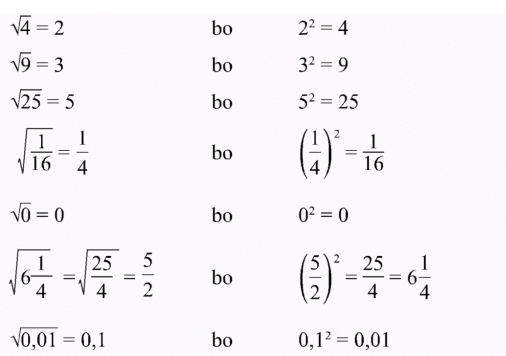 √4 = 2 bo 2² = 4
√9 = 3 bo 3² = 9
√25 = 5 bo 5² = 25
√(1/16) = 1/4 bo (1/4)² = 1/16
√0 = 0 bo 0² = 0
√(6 1/4) = √(25/4) = 5/2 bo (5/2)² = 25/4 = 6 1/4
√0,01 = 0,1 bo 0,1² = 0,01